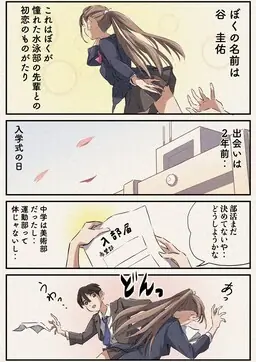 ぼくの名前は
谷 圭佑
これはぼくが
憧れた水泳部の先輩との
初恋のものがたり
出会いは
2年前‥
入学式の日
部活まだ
決めてないや‥
どうしようかな
入部届
中学は美術部
だったし‥
運動部って
体じゃないし‥
どんっ
おっ
うわっ